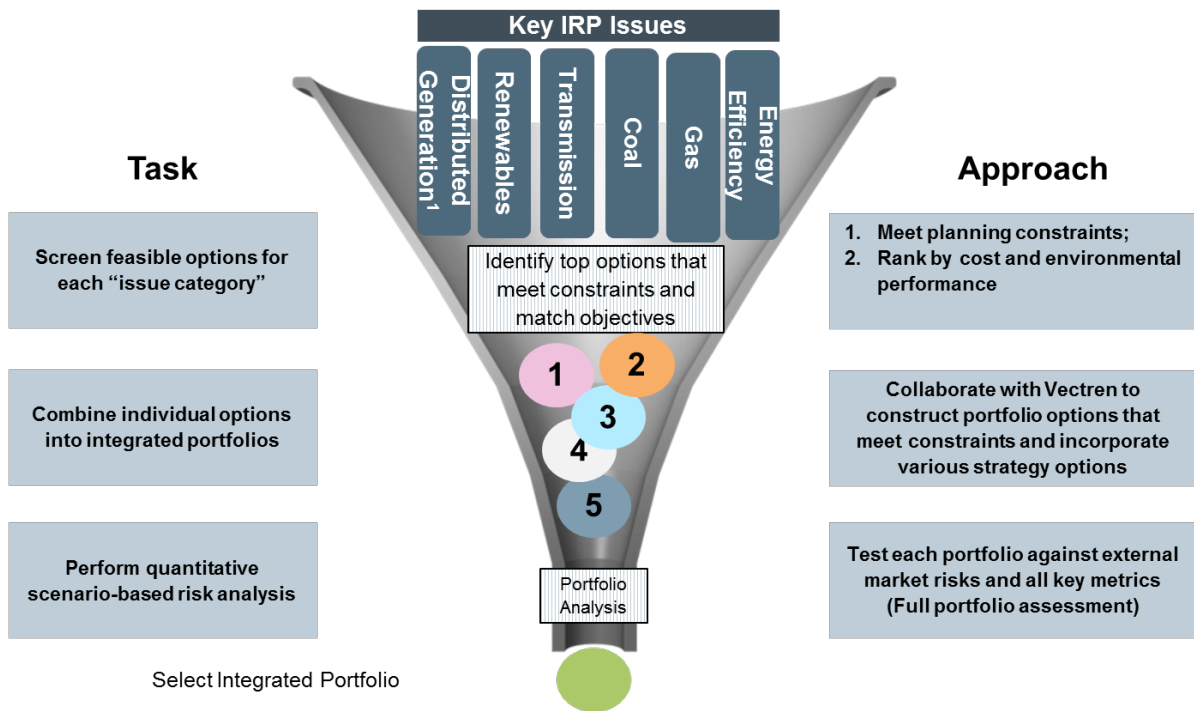 Key IRP Issues
Distributed
Generation¹
Renewables
Transmission
Coal
Gas
Energy
Efficiency
Task
Approach
Screen feasible options for
each “issue category”
Identify top options that
meet constraints and
match objectives
1. Meet planning constraints;
2. Rank by cost and environmental
performance
1
2
3
4
5
Combine individual options
into integrated portfolios
Collaborate with Vectren to
construct portfolio options that
meet constraints and incorporate
various strategy options
Perform quantitative
scenario-based risk analysis
Portfolio
Analysis
Test each portfolio against external
market risks and all key metrics
(Full portfolio assessment)
Select Integrated Portfolio